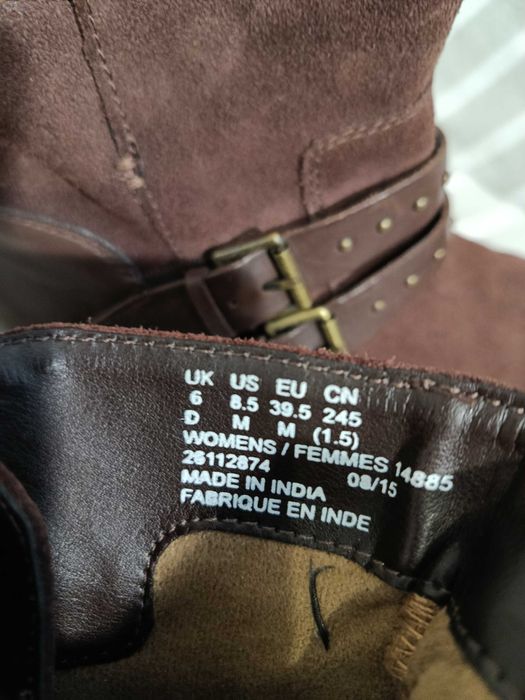 UK US EU CN
6 8.5 39.5 245
D M M (1.5)
WOMENS / FEMMES 14885
26112874 08/15
MADE IN INDIA
FABRIQUE EN INDE